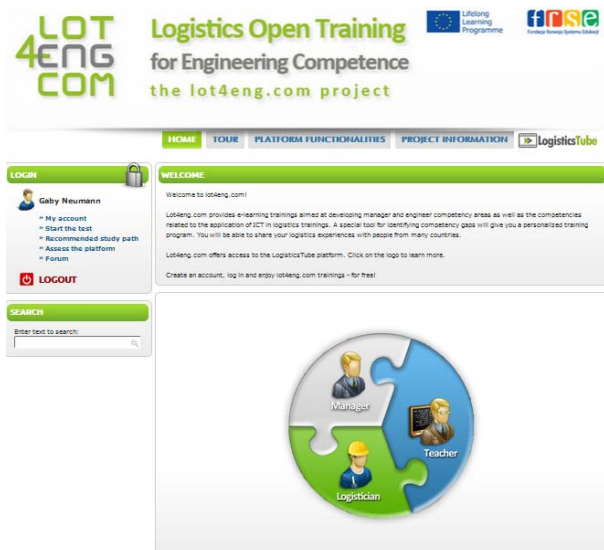 LOT
4ENG
COM
Logistics Open Training
for Engineering Competence
the lot4eng.com project
Lifelong
Learning
Programme
frse
Fundacja Rozwoju Systemu Edukacji
HOME TOUR PLATFORM FUNCTIONALITIES PROJECT INFORMATION LogisticsTube
LOGIN
Gaby Neumann
» My account
» Start the test
» Recommended study path
» Assess the platform
» Forum
LOGOUT
SEARCH
Enter text to search:
WELCOME
Welcome to lot4eng.com!
Lot4eng.com provides e-learning trainings aimed at developing manager and engineer competency areas as well as the competencies
related to the application of ICT in logistics trainings. A special tool for identifying competency gaps will give you a personalized training
program. You will be able to share your logistics experiences with people from many countries.
Lot4eng.com offers access to the LogisticsTube platform. Click on the logo to learn more.
Create an account, log in and enjoy lot4eng.com trainings - for free!
Manager
Teacher
Logistician